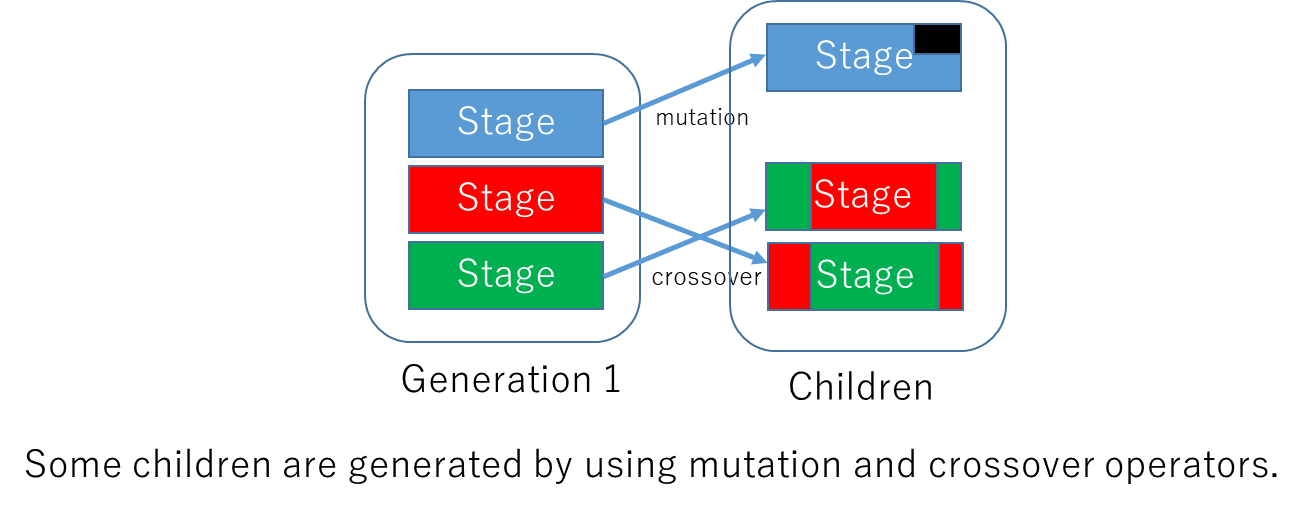 Stage
Stage
mutation
Stage
Stage
Stage
Stage
crossover
Generation 1
Children
Some children are generated by using mutation and crossover operators.